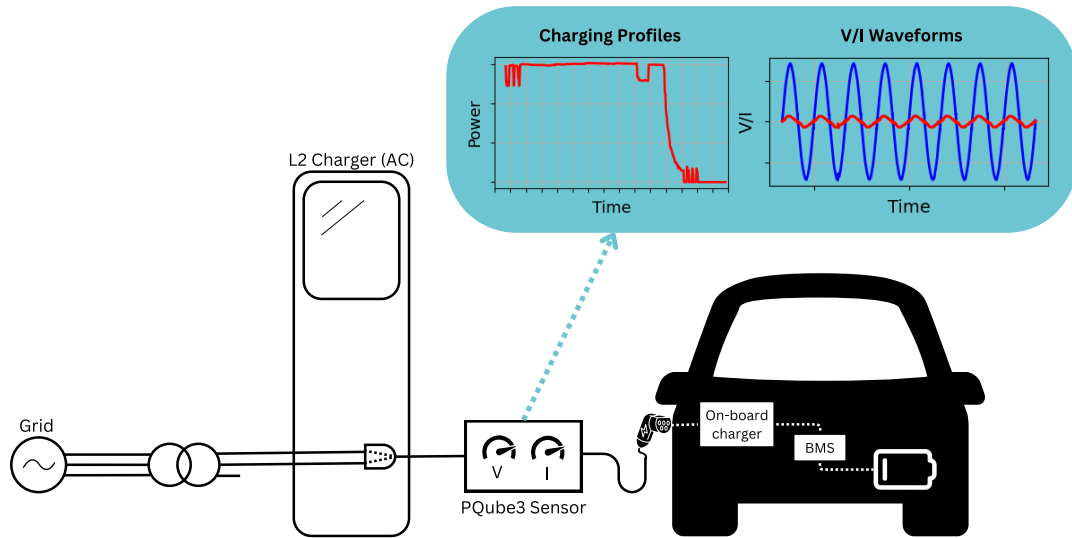 Charging Profiles
V/I Waveforms
Power
Time
V/I
Time
L2 Charger (AC)
Grid
V
I
PQube3 Sensor
On-board
charger
BMS